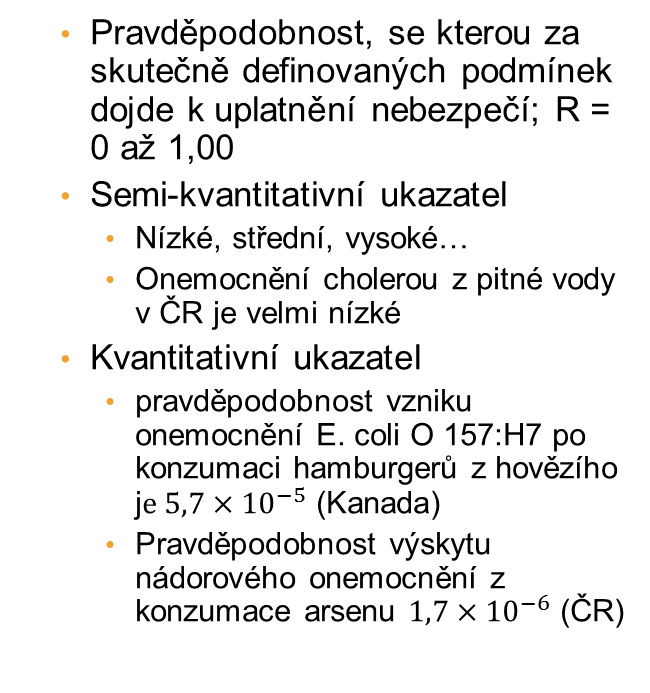 • Pravděpodobnost, se kterou za
skutečně definovaných podmínek
dojde k uplatnění nebezpečí; R =
0 až 1,00
• Semi-kvantitativní ukazatel
• Nízké, střední, vysoké…
• Onemocnění cholerou z pitné vody
v ČR je velmi nízké
• Kvantitativní ukazatel
• pravděpodobnost vzniku
onemocnění E. coli O 157:H7 po
konzumaci hamburgerů z hovězího
je 5,7 × 10⁻⁵ (Kanada)
• Pravděpodobnost výskytu
nádorového onemocnění z
konzumace arsenu 1,7 × 10⁻⁶ (ČR)